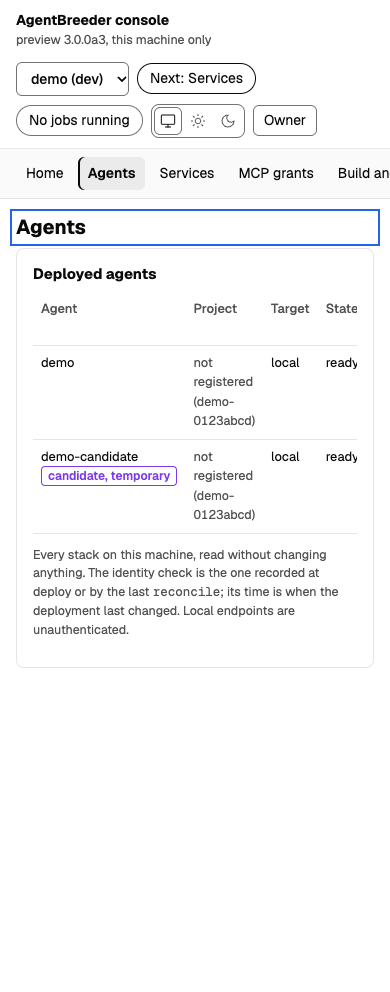 AgentBreeder console
preview 3.0.0a3, this machine only
demo (dev)
Next: Services
No jobs running
Owner
Home
Agents
Services
MCP grants
Build an
Agents
Deployed agents
Agent
Project
Target
State
demo
not
registered
(demo-
0123abcd)
local
ready
demo-candidate
candidate, temporary
not
registered
(demo-
0123abcd)
local
ready
Every stack on this machine, read without changing
anything. The identity check is the one recorded at
deploy or by the last reconcile; its time is when the
deployment last changed. Local endpoints are
unauthenticated.